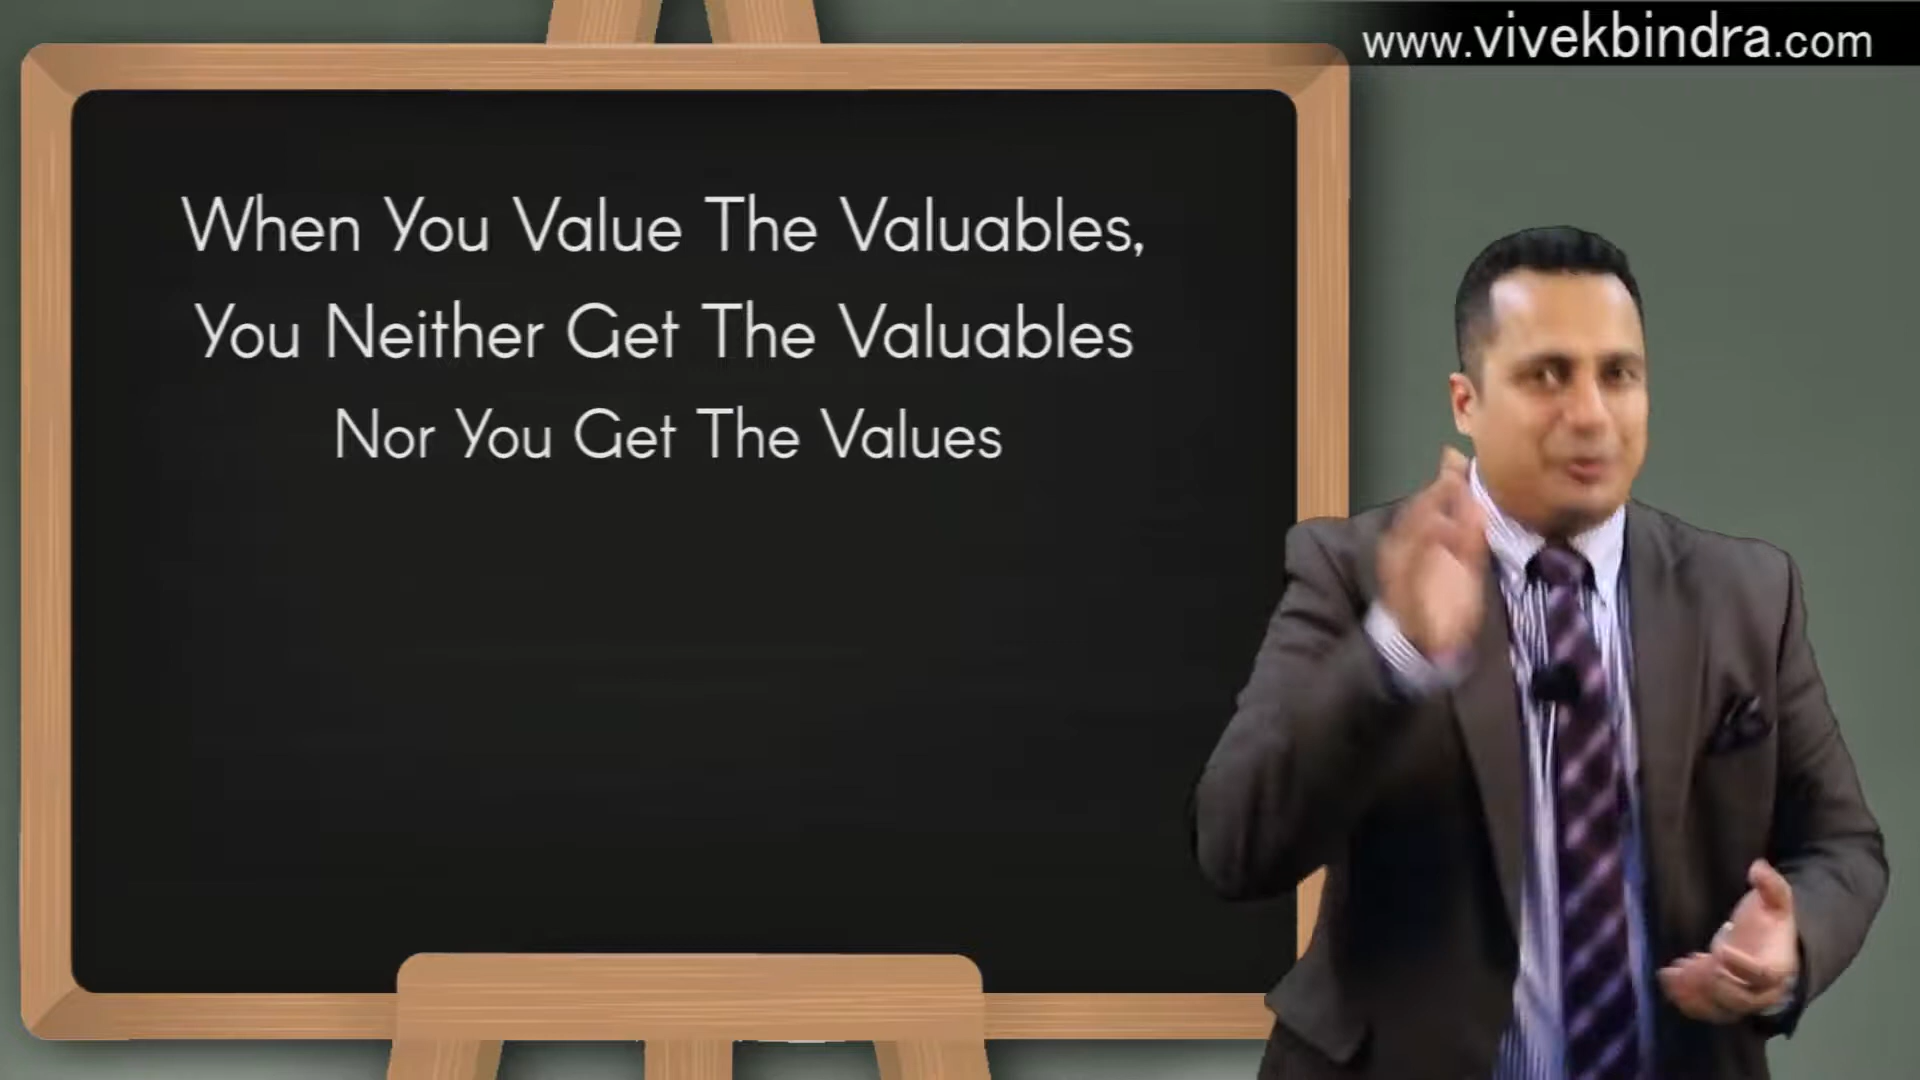 www.vivekbindra.com
When You Value The Valuables,
You Neither Get The Valuables
Nor You Get The Values